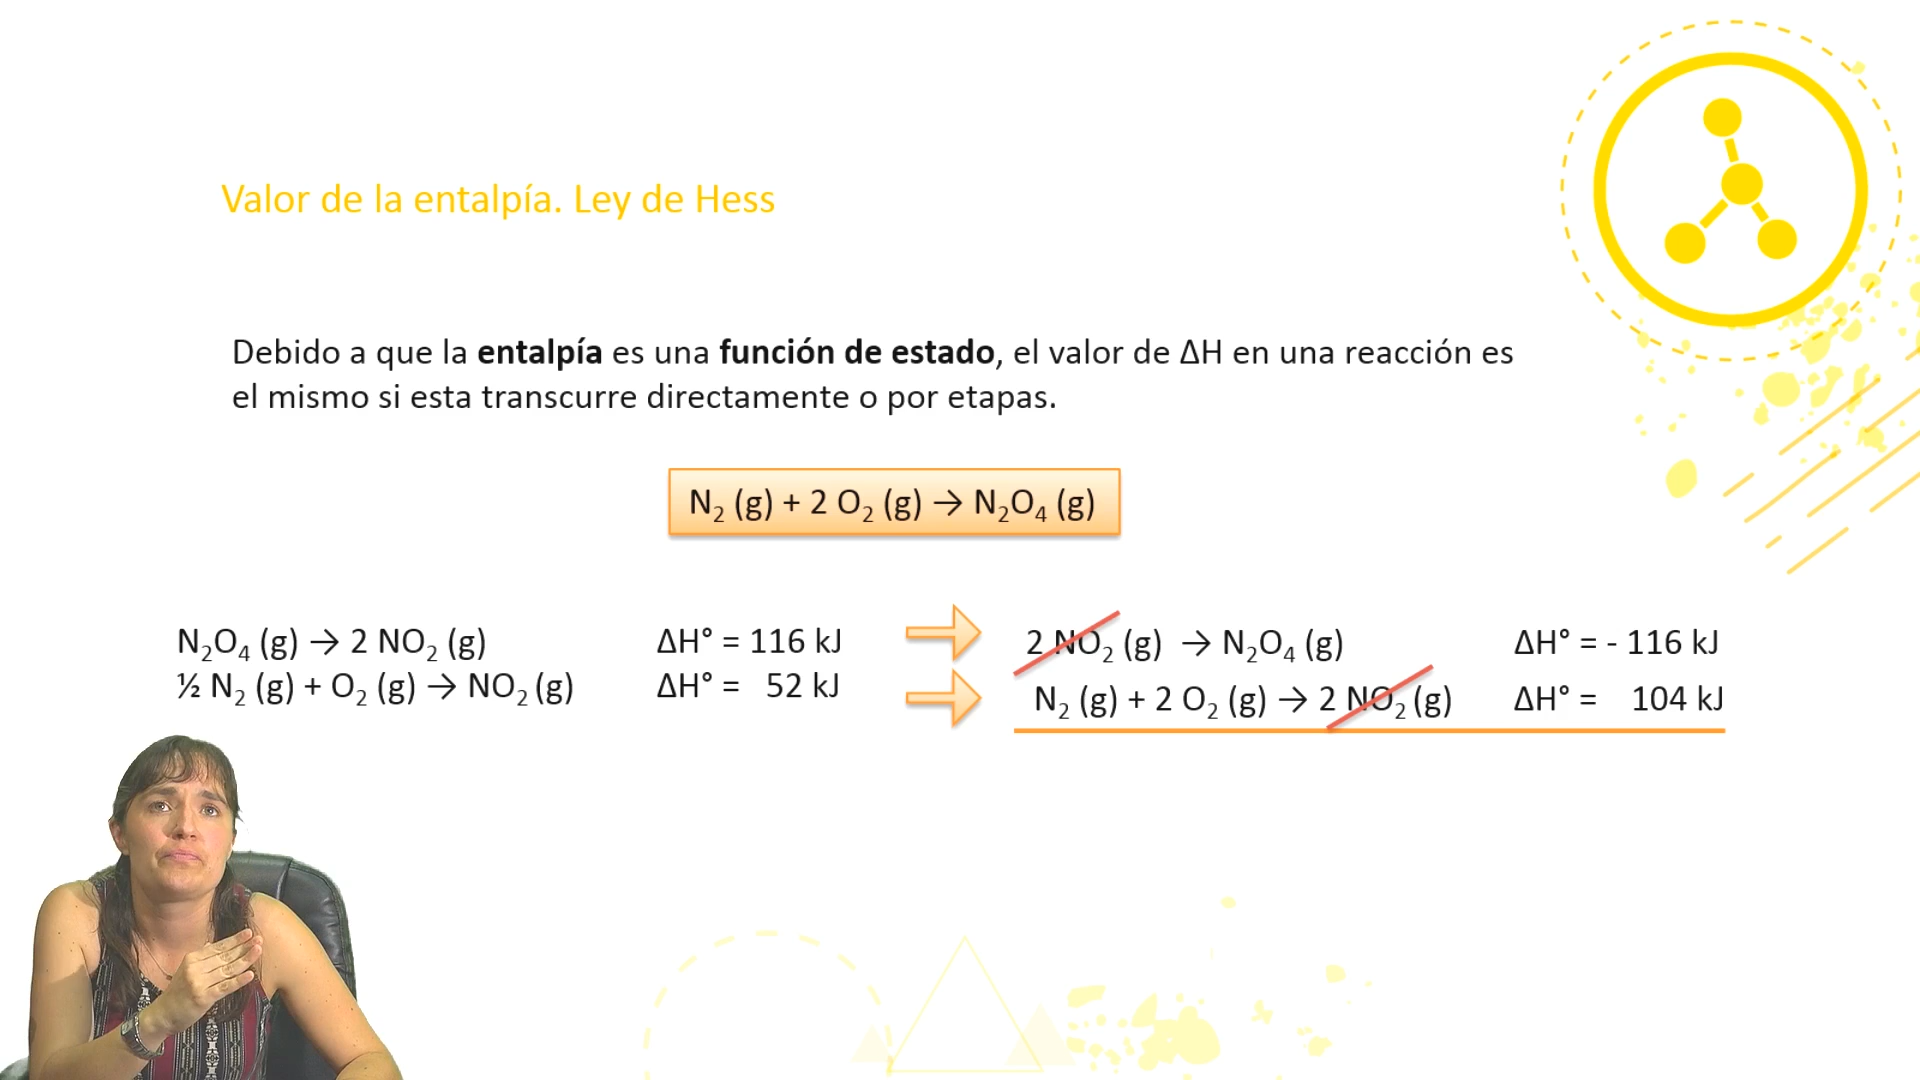 Valor de la entalpía. Ley de Hess
Debido a que la entalpía es una función de estado, el valor de ΔH en una reacción es
el mismo si esta transcurre directamente o por etapas.
N₂ (g) + 2 O₂ (g) → N₂O₄ (g)
N₂O₄ (g) → 2 NO₂ (g) ΔH° = 116 kJ
½ N₂ (g) + O₂ (g) → NO₂ (g) ΔH° = 52 kJ
2 NO₂ (g) → N₂O₄ (g) ΔH° = - 116 kJ
N₂ (g) + 2 O₂ (g) → 2 NO₂ (g) ΔH° = 104 kJ